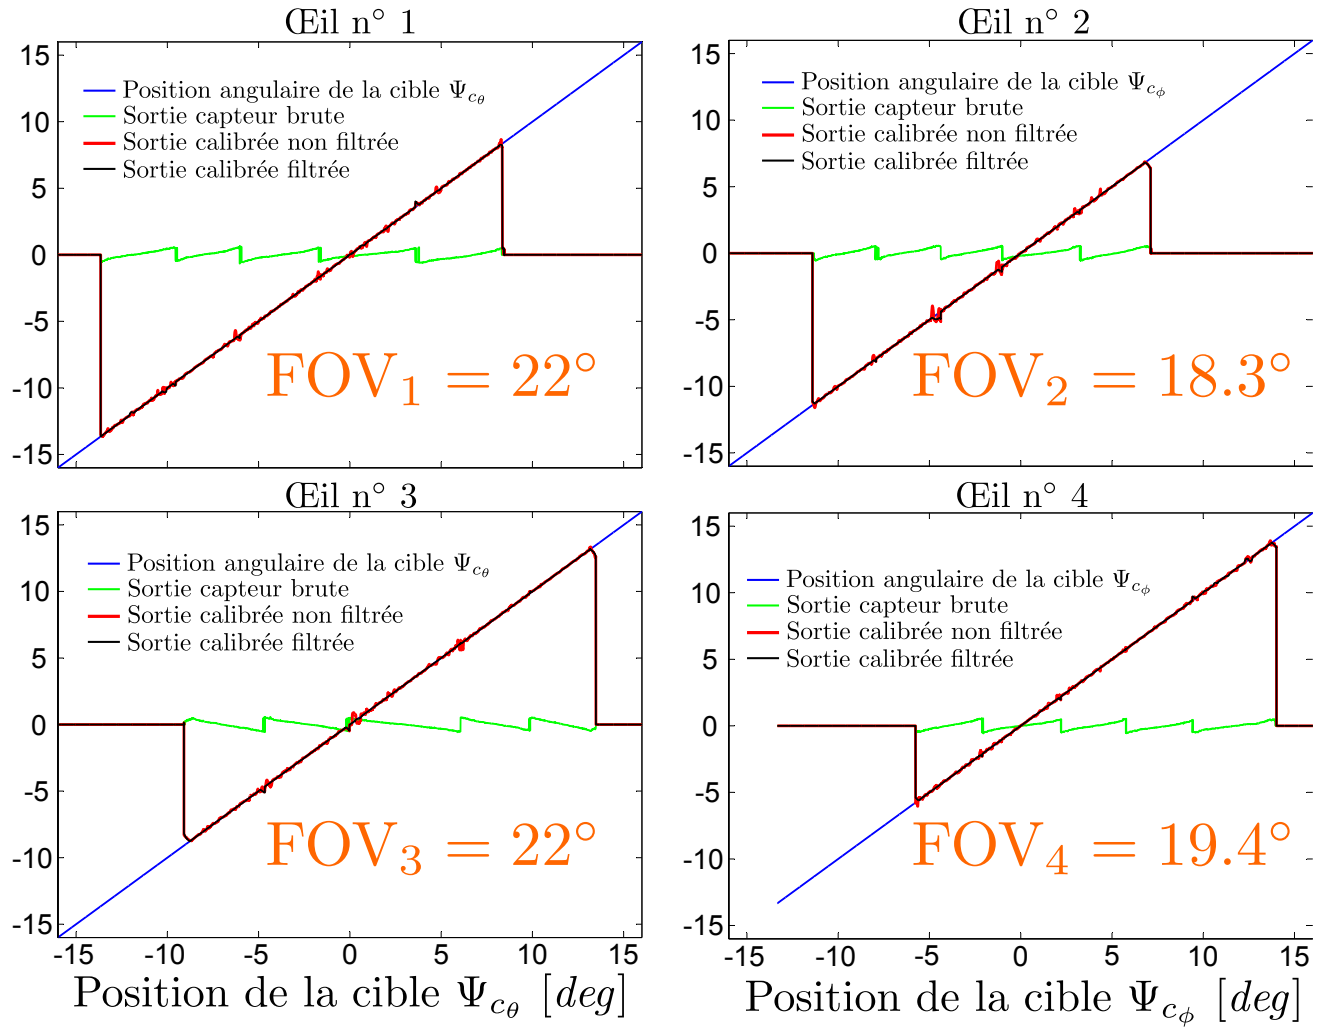 Œil n° 1
15
10
5
0
-5
-10
-15
Position angulaire de la cible Ψcθ
Sortie capteur brute
Sortie calibrée non filtrée
Sortie calibrée filtrée
FOV1 = 22°
Œil n° 2
15
10
5
0
-5
-10
-15
Position angulaire de la cible Ψcϕ
Sortie capteur brute
Sortie calibrée non filtrée
Sortie calibrée filtrée
FOV2 = 18.3°
Œil n° 3
15
10
5
0
-5
-10
-15
Position angulaire de la cible Ψcθ
Sortie capteur brute
Sortie calibrée non filtrée
Sortie calibrée filtrée
FOV3 = 22°
-15 -10 -5 0 5 10 15
Position de la cible Ψcθ [deg]
Œil n° 4
15
10
5
0
-5
-10
-15
Position angulaire de la cible Ψcϕ
Sortie capteur brute
Sortie calibrée non filtrée
Sortie calibrée filtrée
FOV4 = 19.4°
-15 -10 -5 0 5 10 15
Position de la cible Ψcϕ [deg]